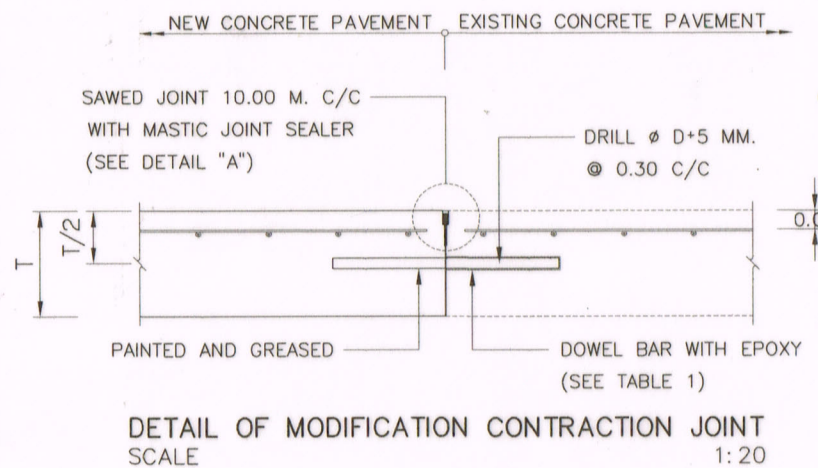 NEW CONCRETE PAVEMENT EXISTING CONCRETE PAVEMENT
SAWED JOINT 10.00 M. C/C
WITH MASTIC JOINT SEALER
(SEE DETAIL "A")
DRILL ø D+5 MM.
@ 0.30 C/C
T
T/2
PAINTED AND GREASED
DOWEL BAR WITH EPOXY
(SEE TABLE 1)
DETAIL OF MODIFICATION CONTRACTION JOINT
SCALE 1:20